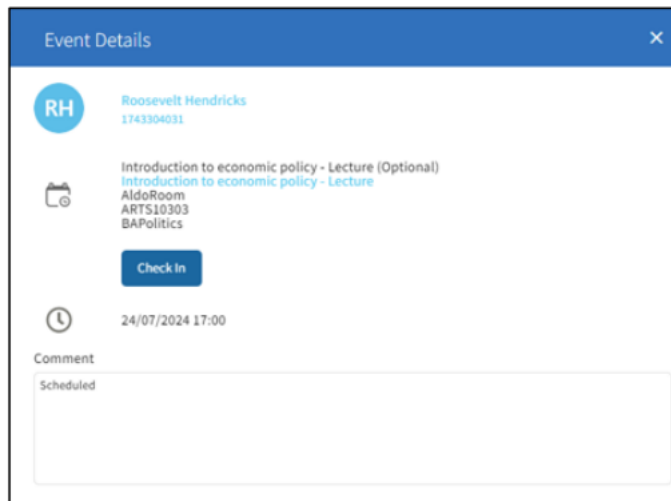 Event Details
RH
Roosevelt Hendricks
1743304031
Introduction to economic policy - Lecture (Optional)
Introduction to economic policy - Lecture
AldoRoom
ARTS10303
BAPolitics
Check In
24/07/2024 17:00
Comment
Scheduled